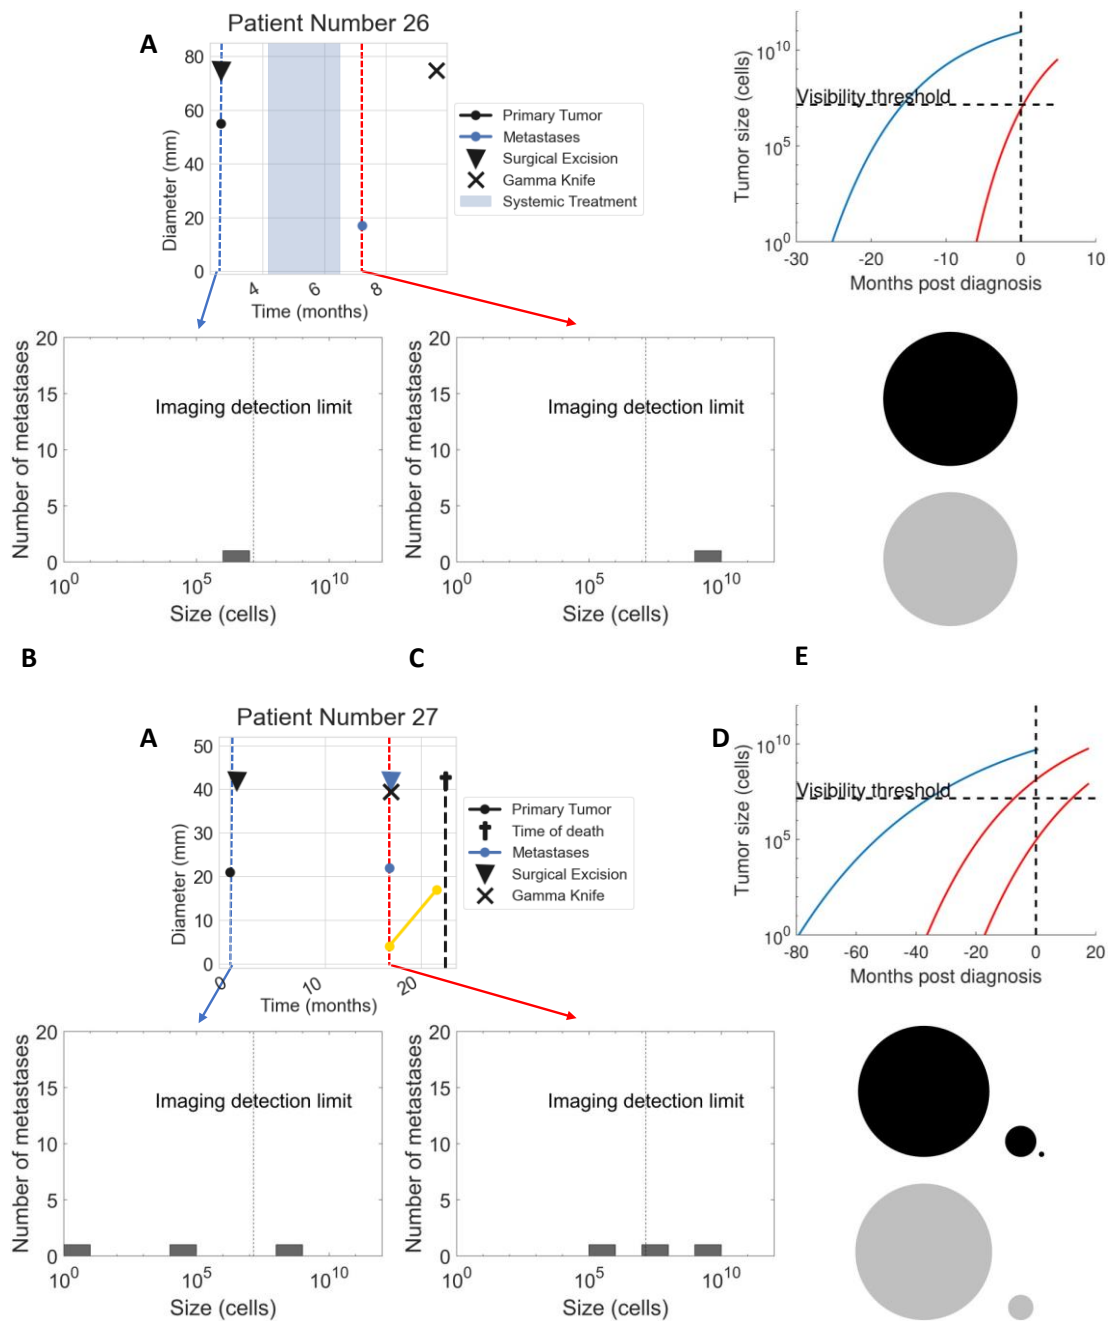 Patient Number 26
A
80
60
40
20
0
Diameter (mm)
4
6
8
Time (months)
Primary Tumor
Metastases
Surgical Excision
Gamma Knife
Systemic Treatment
10^10
10^5
10^0
Tumor size (cells)
Visibility threshold
-30
-20
-10
0
10
Months post diagnosis
20
15
10
5
0
Number of metastases
Imaging detection limit
10^0
10^5
10^10
Size (cells)
20
15
10
5
0
Number of metastases
Imaging detection limit
10^0
10^5
10^10
Size (cells)
B
C
E
Patient Number 27
A
50
40
30
20
10
0
Diameter (mm)
0
10
20
Time (months)
Primary Tumor
Time of death
Metastases
Surgical Excision
Gamma Knife
D
10^10
10^5
10^0
Tumor size (cells)
Visibility threshold
-80
-60
-40
-20
0
20
Months post diagnosis
20
15
10
5
0
Number of metastases
Imaging detection limit
10^0
10^5
10^10
Size (cells)
20
15
10
5
0
Number of metastases
Imaging detection limit
10^0
10^5
10^10
Size (cells)